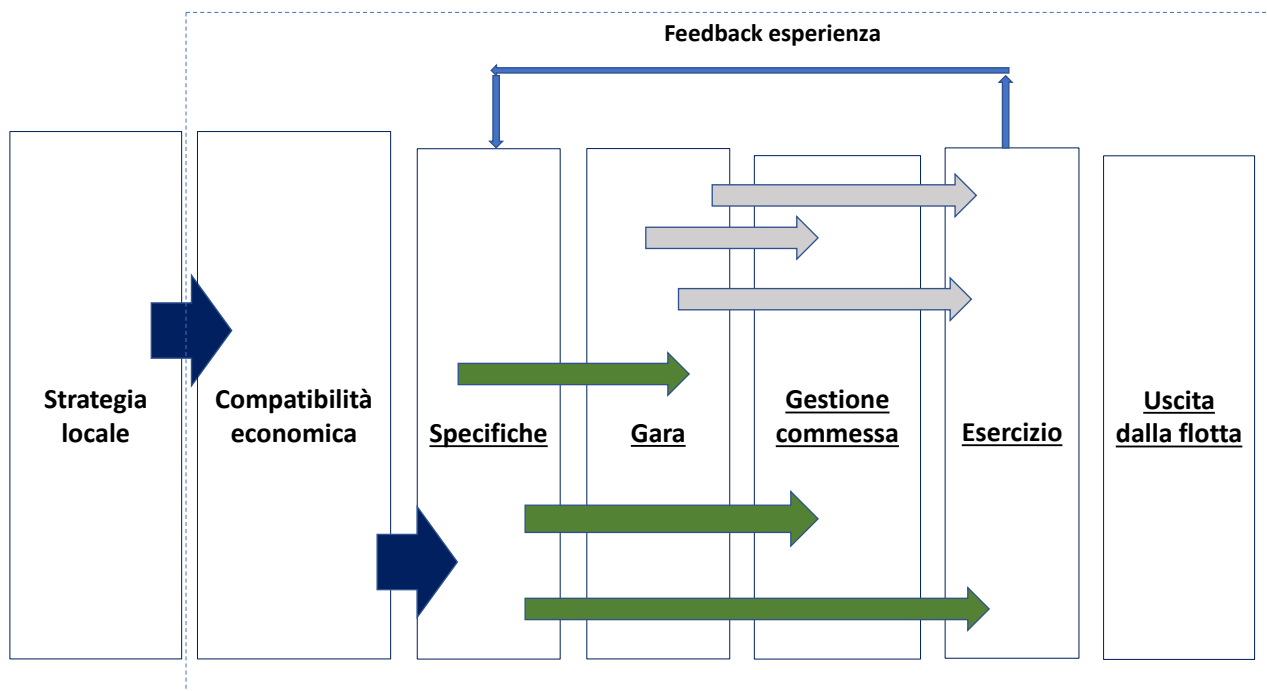 Feedback esperienza
Strategia
locale
Compatibilità
economica
Specifiche
Gara
Gestione
commessa
Esercizio
Uscita
dalla flotta